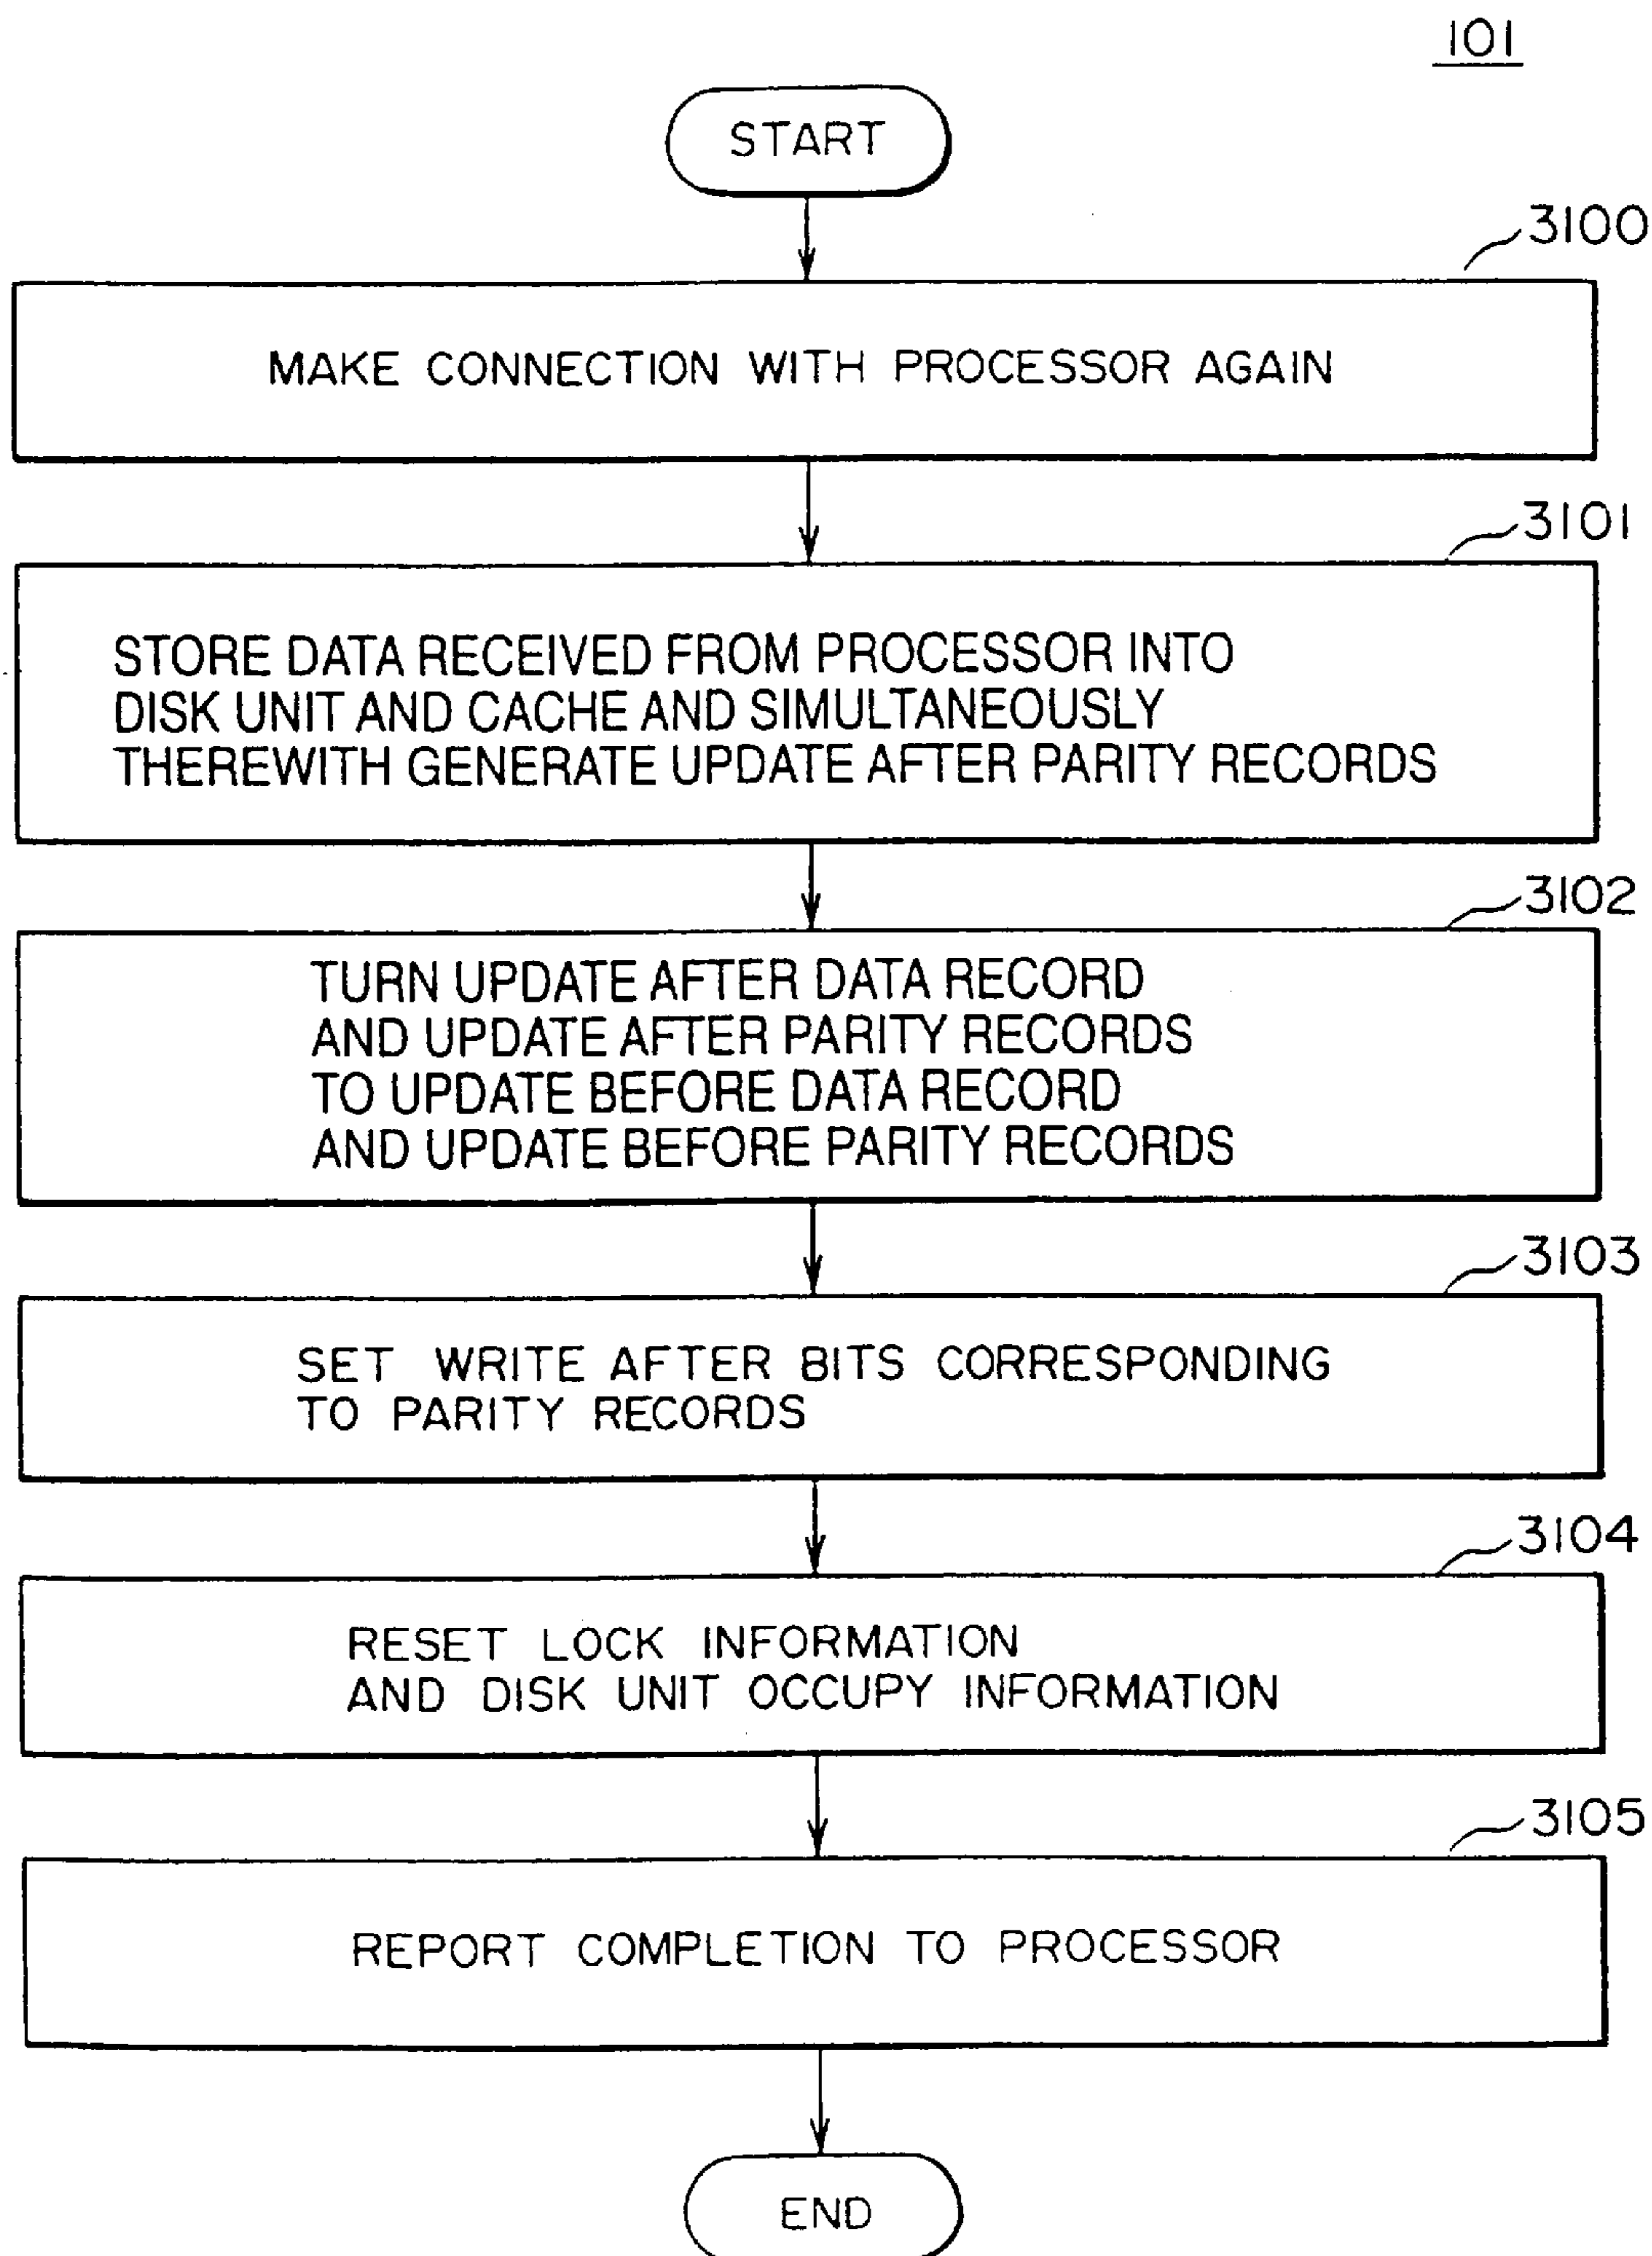 101
START
3100
MAKE CONNECTION WITH PROCESSOR AGAIN
3101
STORE DATA RECEIVED FROM PROCESSOR INTO
DISK UNIT AND CACHE AND SIMULTANEOUSLY
THEREWITH GENERATE UPDATE AFTER PARITY RECORDS
3102
TURN UPDATE AFTER DATA RECORD
AND UPDATE AFTER PARITY RECORDS
TO UPDATE BEFORE DATA RECORD
AND UPDATE BEFORE PARITY RECORDS
3103
SET WRITE AFTER BITS CORRESPONDING
TO PARITY RECORDS
3104
RESET LOCK INFORMATION
AND DISK UNIT OCCUPY INFORMATION
3105
REPORT COMPLETION TO PROCESSOR
END